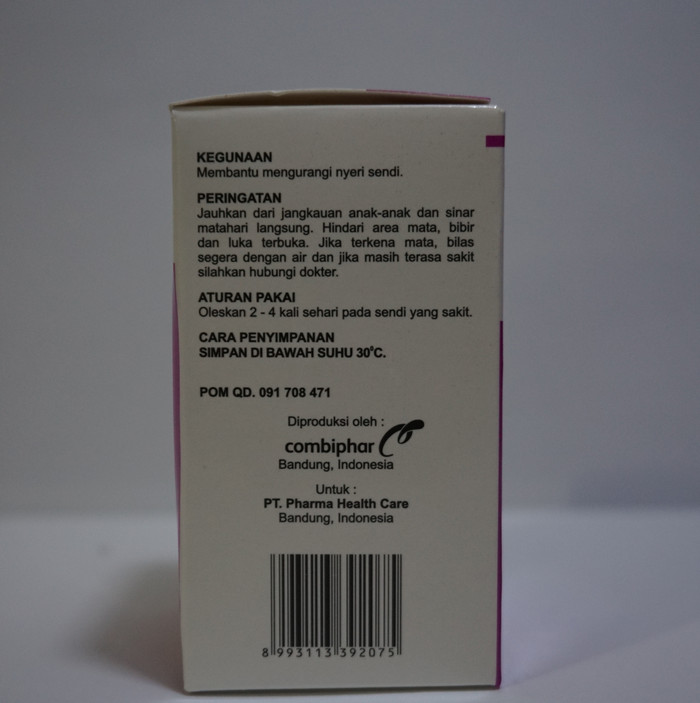 KEGUNAAN
Membantu mengurangi nyeri sendi.
PERINGATAN
Jauhkan dari jangkauan anak-anak dan sinar
matahari langsung. Hindari area mata, bibir
dan luka terbuka. Jika terkena mata, bilas
segera dengan air dan jika masih terasa sakit
silahkan hubungi dokter.
ATURAN PAKAI
Oleskan 2 - 4 kali sehari pada sendi yang sakit.
CARA PENYIMPANAN
SIMPAN DI BAWAH SUHU 30°C.
POM QD. 091 708 471
Diproduksi oleh :
combiphar
Bandung, Indonesia
Untuk :
PT. Pharma Health Care
Bandung, Indonesia
8 993113 392075